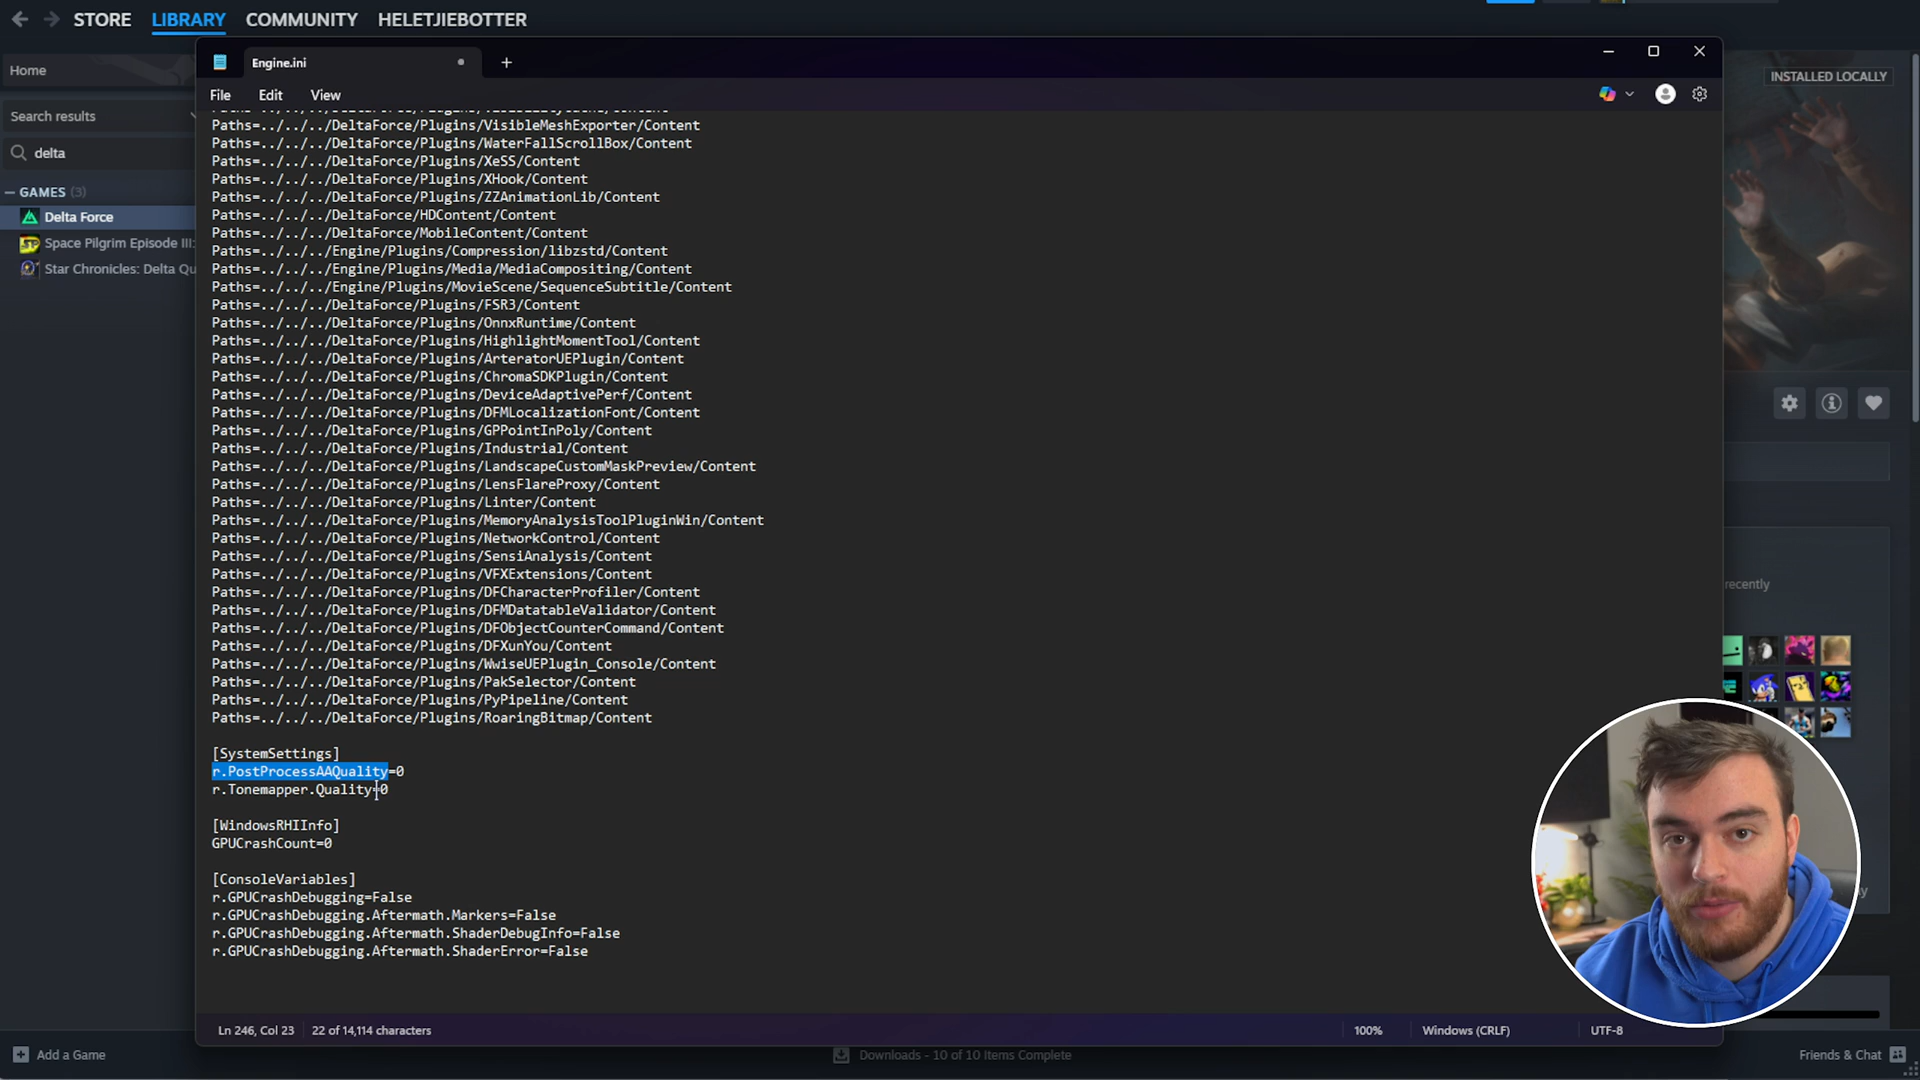 STORE
LIBRARY
COMMUNITY
HELETJIEBOTTER
Home
Search results
delta
GAMES (3)
Delta Force
Space Pilgrim Episode III:
Star Chronicles: Delta Qu
Engine.ini
File
Edit
View
Paths=../../../DeltaForce/Plugins/VisibleMeshExporter/Content
Paths=../../../DeltaForce/Plugins/WaterFallScrollBox/Content
Paths=../../../DeltaForce/Plugins/XeSS/Content
Paths=../../../DeltaForce/Plugins/XHook/Content
Paths=../../../DeltaForce/Plugins/ZZAnimationLib/Content
Paths=../../../DeltaForce/HDContent/Content
Paths=../../../DeltaForce/MobileContent/Content
Paths=../../../Engine/Plugins/Compression/libzstd/Content
Paths=../../../Engine/Plugins/Media/MediaCompositing/Content
Paths=../../../Engine/Plugins/MovieScene/SequenceSubtitle/Content
Paths=../../../DeltaForce/Plugins/FSR3/Content
Paths=../../../DeltaForce/Plugins/OnnxRuntime/Content
Paths=../../../DeltaForce/Plugins/HighlightMomentTool/Content
Paths=../../../DeltaForce/Plugins/ArteratorUEPlugin/Content
Paths=../../../DeltaForce/Plugins/ChromaSDKPlugin/Content
Paths=../../../DeltaForce/Plugins/DeviceAdaptivePerf/Content
Paths=../../../DeltaForce/Plugins/DFMLocalizationFont/Content
Paths=../../../DeltaForce/Plugins/GPPointInPoly/Content
Paths=../../../DeltaForce/Plugins/Industrial/Content
Paths=../../../DeltaForce/Plugins/LandscapeCustomMaskPreview/Content
Paths=../../../DeltaForce/Plugins/LensFlareProxy/Content
Paths=../../../DeltaForce/Plugins/Linter/Content
Paths=../../../DeltaForce/Plugins/MemoryAnalysisToolPluginWin/Content
Paths=../../../DeltaForce/Plugins/NetworkControl/Content
Paths=../../../DeltaForce/Plugins/SensiAnalysis/Content
Paths=../../../DeltaForce/Plugins/VFXExtensions/Content
Paths=../../../DeltaForce/Plugins/DFCharacterProfiler/Content
Paths=../../../DeltaForce/Plugins/DFMDatatableValidator/Content
Paths=../../../DeltaForce/Plugins/DFObjectCounterCommand/Content
Paths=../../../DeltaForce/Plugins/DFXunYou/Content
Paths=../../../DeltaForce/Plugins/WwiseUEPlugin_Console/Content
Paths=../../../DeltaForce/Plugins/PakSelector/Content
Paths=../../../DeltaForce/Plugins/PyPipeline/Content
Paths=../../../DeltaForce/Plugins/RoaringBitmap/Content
[SystemSettings]
r.PostProcessAAQuality=0
r.Tonemapper.Quality=0
[WindowsRHIInfo]
GPUCrashCount=0
[ConsoleVariables]
r.GPUCrashDebugging=False
r.GPUCrashDebugging.Aftermath.Markers=False
r.GPUCrashDebugging.Aftermath.ShaderDebugInfo=False
r.GPUCrashDebugging.Aftermath.ShaderError=False
Ln 246, Col 23
22 of 14,114 characters
100%
Windows (CRLF)
UTF-8
INSTALLED LOCALLY
recently
Add a Game
Downloads - 10 of 10 Items Complete
Friends & Chat